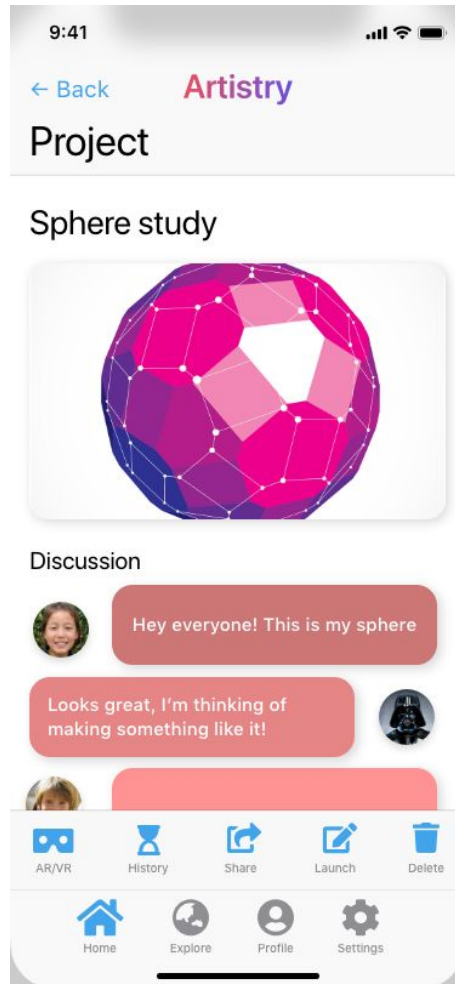 9:41
← Back
Artistry
Project
Sphere study
Discussion
Hey everyone! This is my sphere
Looks great, I'm thinking of
making something like it!
AR/VR
History
Share
Launch
Delete
Home
Explore
Profile
Settings